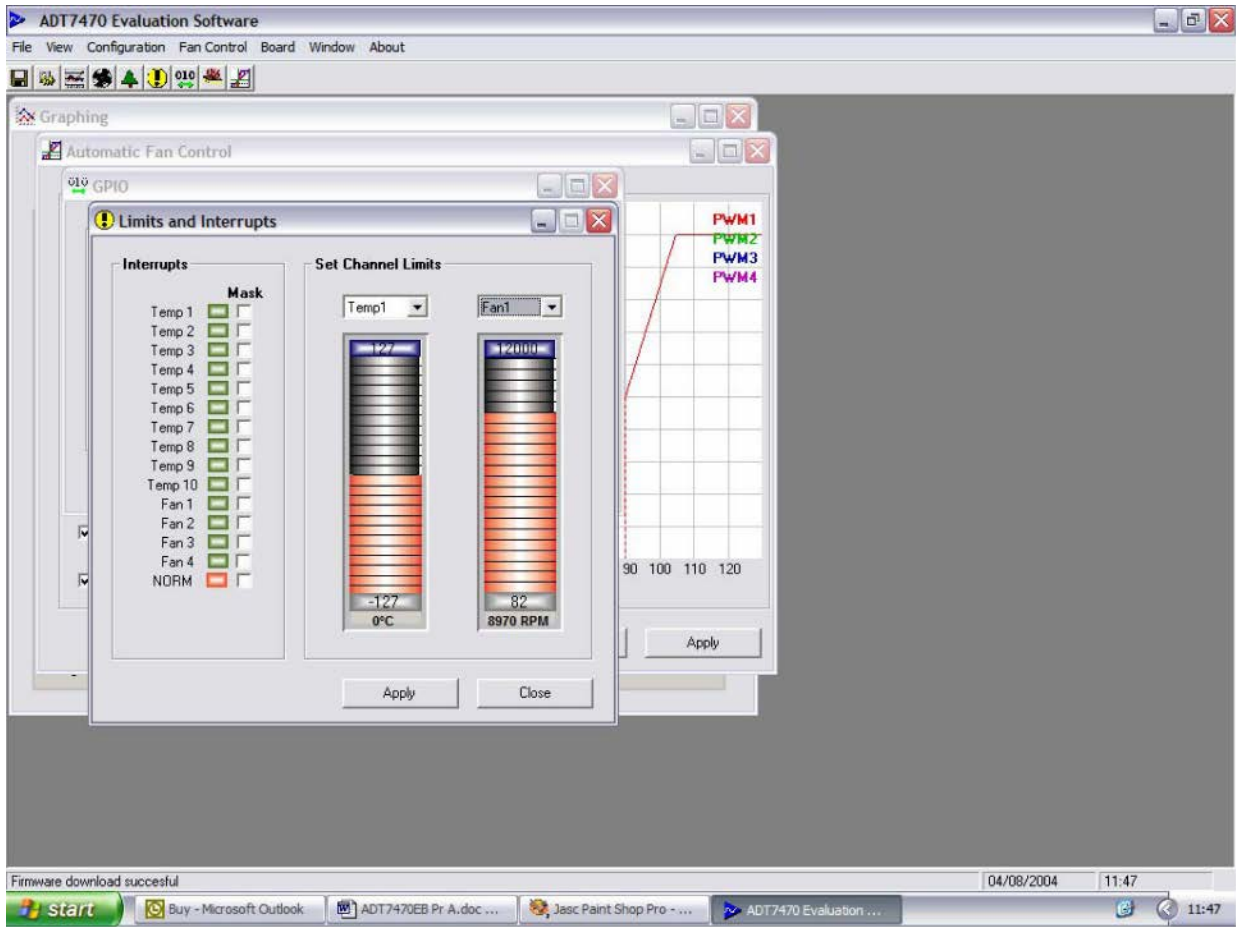 ADT7470 Evaluation Software
File View Configuration Fan Control Board Window About
Graphing
Automatic Fan Control
GPIO
Limits and Interrupts
Interrupts
Mask
Temp 1
Temp 2
Temp 3
Temp 4
Temp 5
Temp 6
Temp 7
Temp 8
Temp 9
Temp 10
Fan 1
Fan 2
Fan 3
Fan 4
NORM
Set Channel Limits
Temp1 Fan1
127 12000
-127 82
0°C 8970 RPM
Apply Close
PWM1
PWM2
PWM3
PWM4
90 100 110 120
Apply
Firmware download succesful 04/08/2004 11:47
start Buy - Microsoft Outlook ADT7470EB Pr A.doc ... Jasc Paint Shop Pro - ... ADT7470 Evaluation ... 11:47